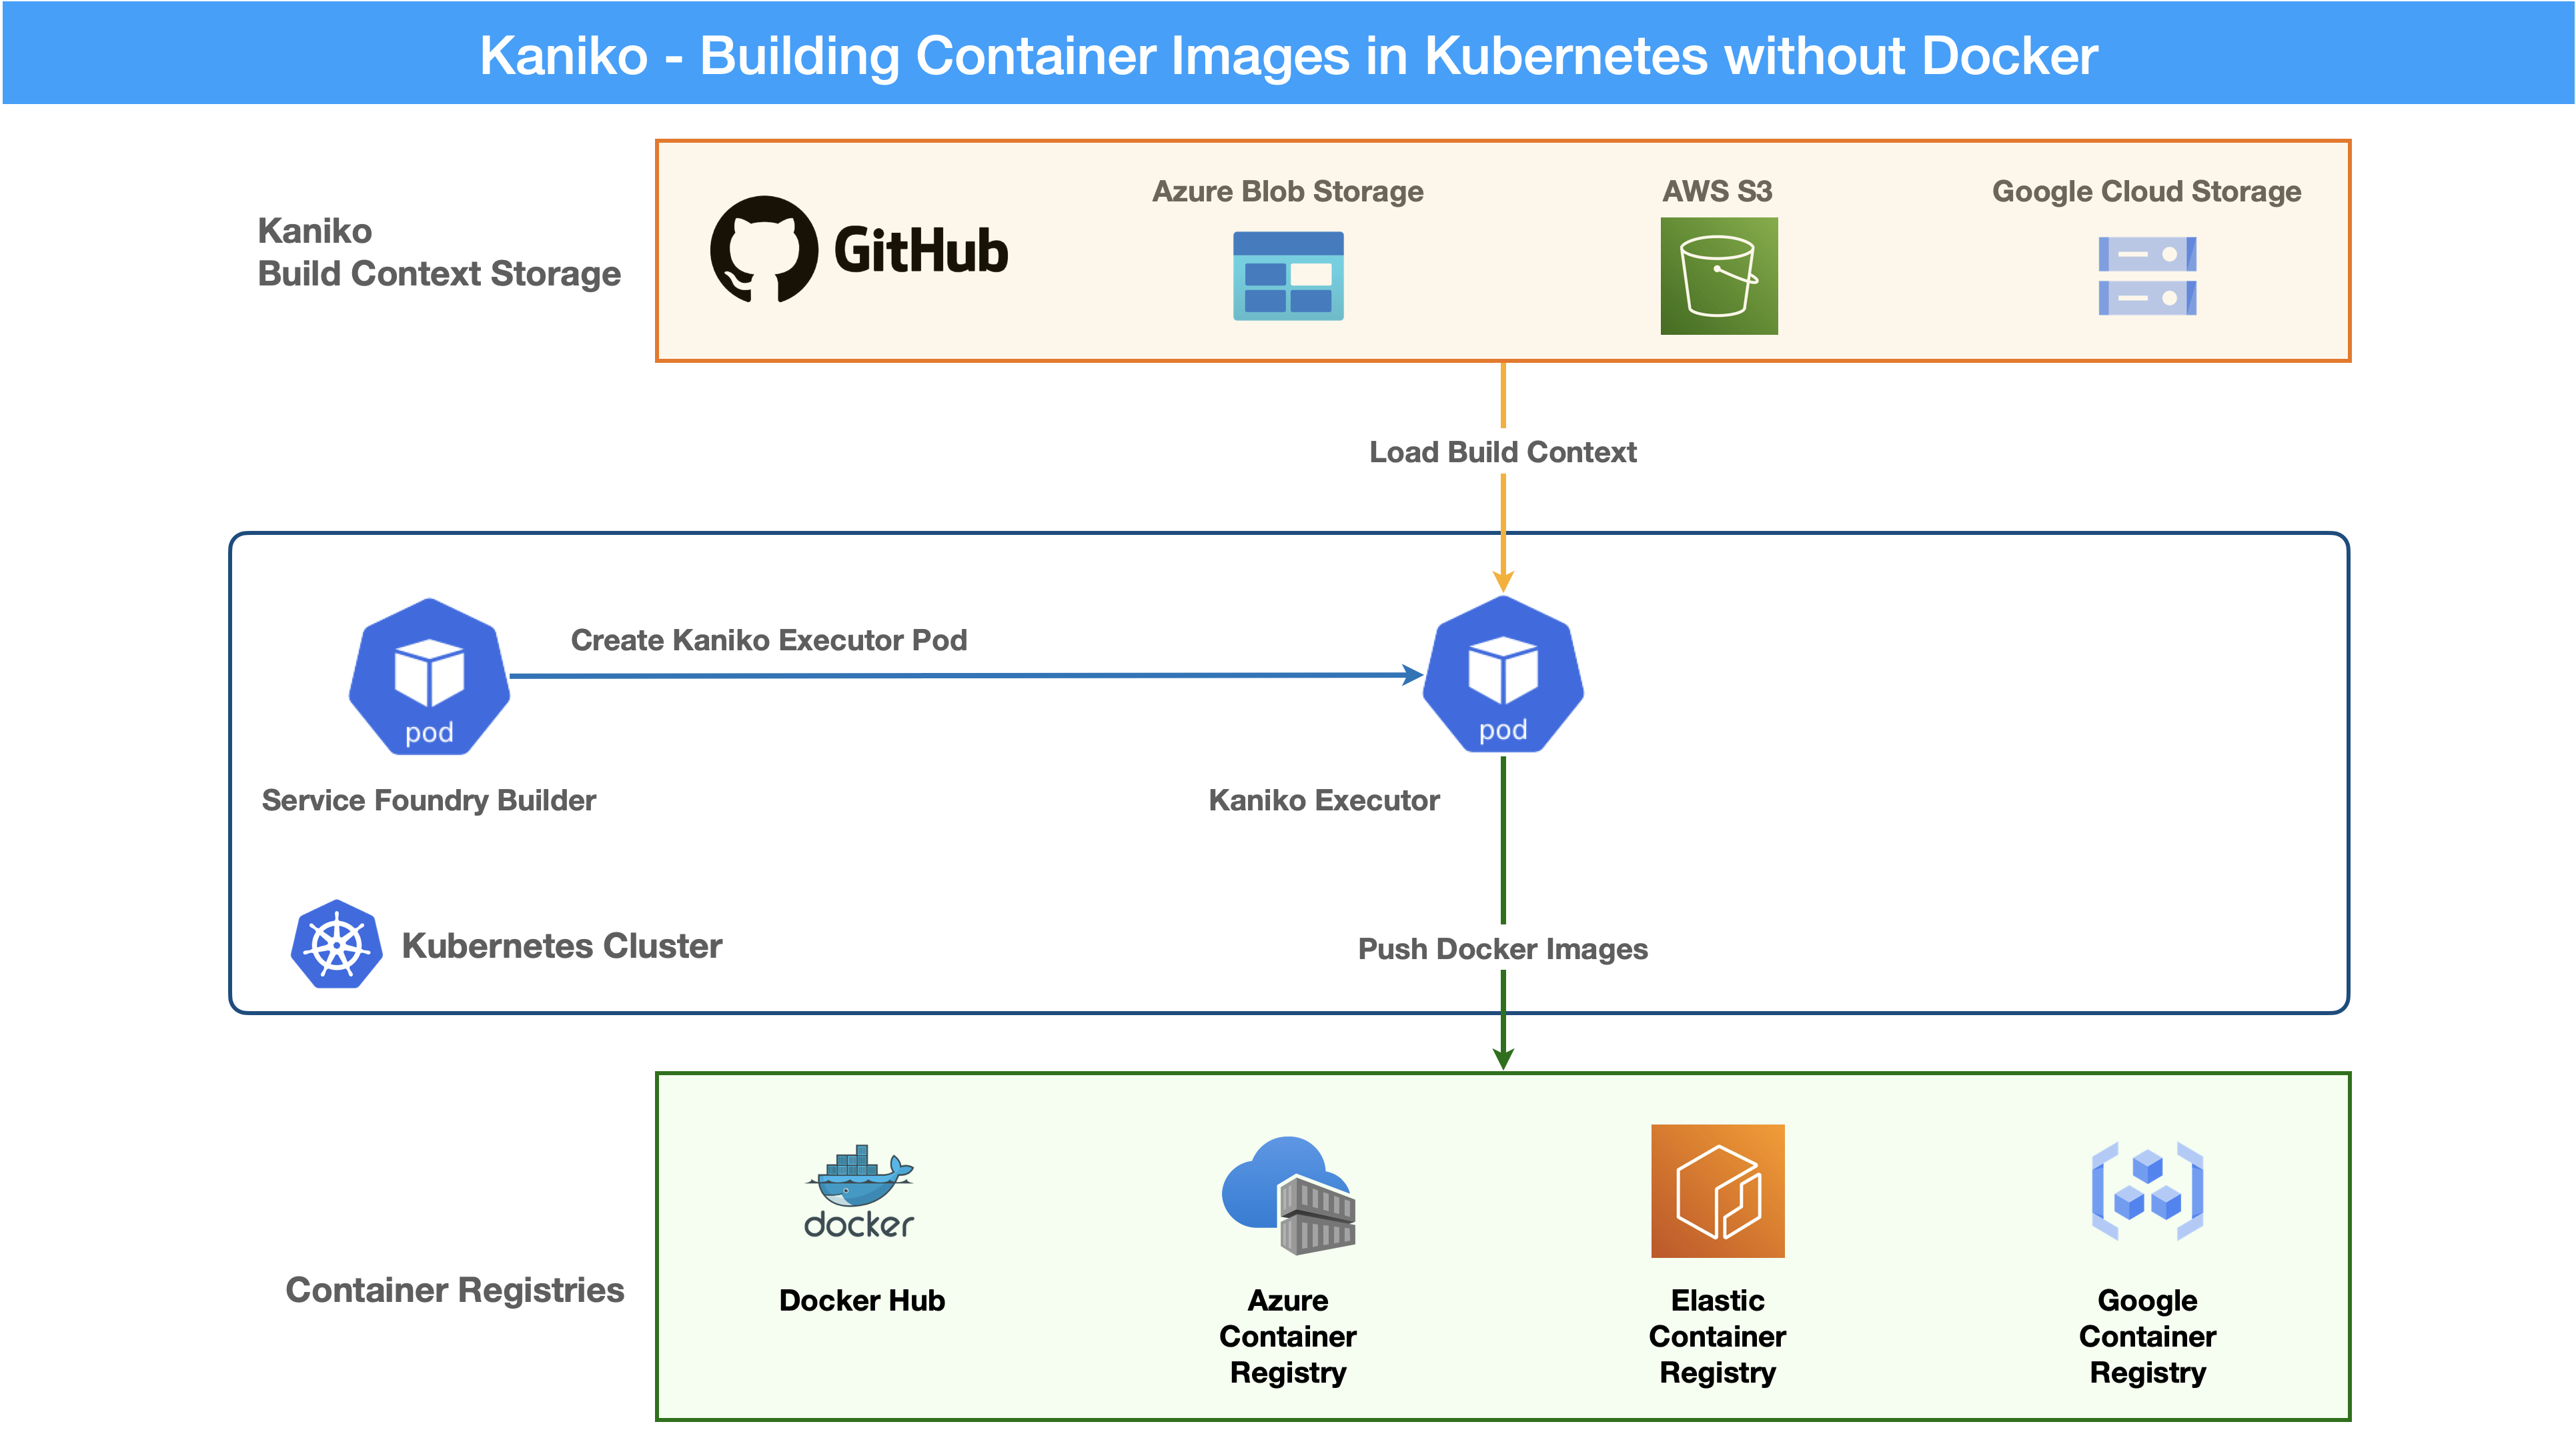 Kaniko - Building Container Images in Kubernetes without Docker
Kaniko
Build Context Storage
GitHub
Azure Blob Storage
AWS S3
Google Cloud Storage
Load Build Context
Create Kaniko Executor Pod
pod
pod
Service Foundry Builder
Kaniko Executor
Kubernetes Cluster
Push Docker Images
Container Registries
docker
Docker Hub
Azure
Container
Registry
Elastic
Container
Registry
Google
Container
Registry